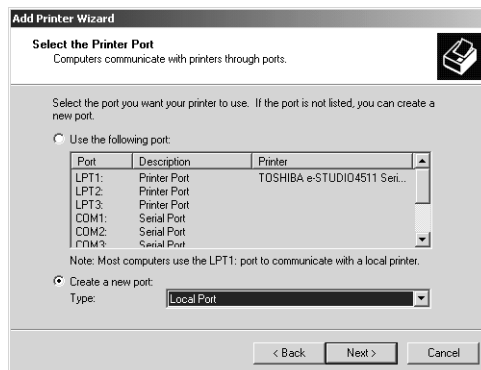 Add Printer Wizard
Select the Printer Port
Computers communicate with printers through ports.
Select the port you want your printer to use. If the port is not listed, you can create a
new port.
Use the following port:
Port Description Printer
LPT1: Printer Port TOSHIBA e-STUDIO4511 Seri...
LPT2: Printer Port
LPT3: Printer Port
COM1: Serial Port
COM2: Serial Port
COM3: Serial Port
Note: Most computers use the LPT1: port to communicate with a local printer.
Create a new port:
Type: Local Port
< Back Next > Cancel